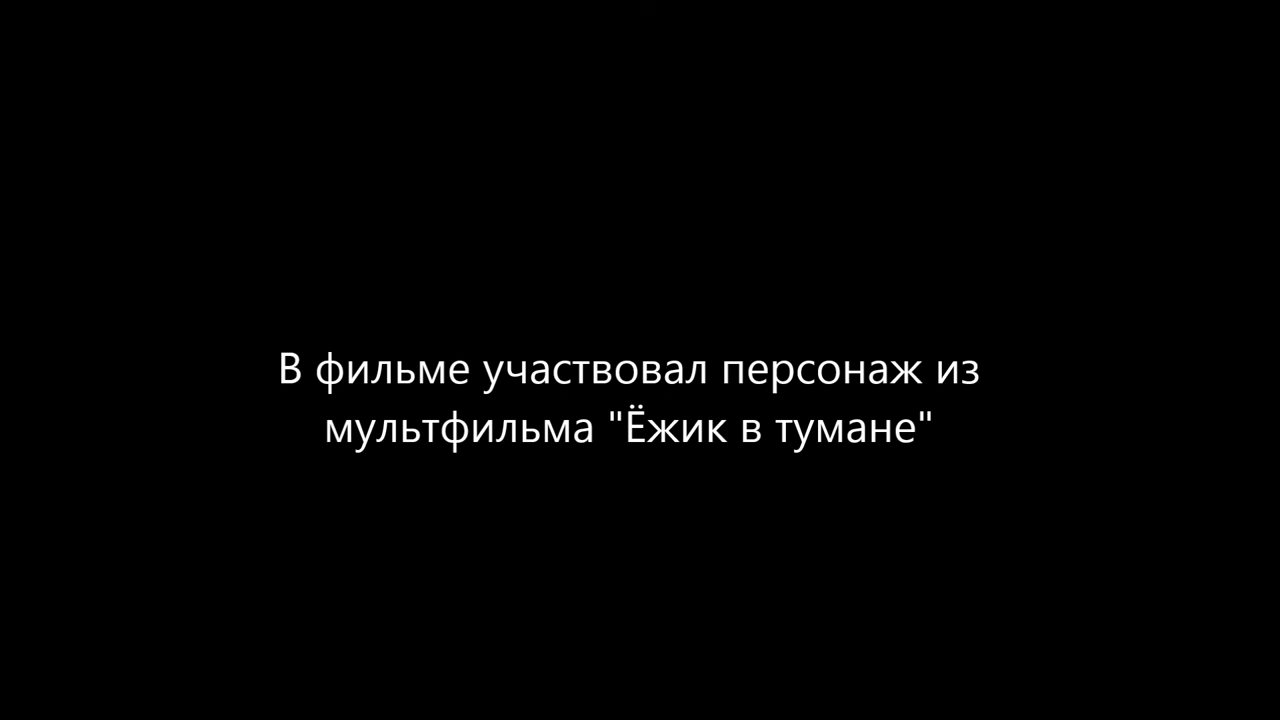 В фильме участвовал персонаж из
мультфильма "Ёжик в тумане"